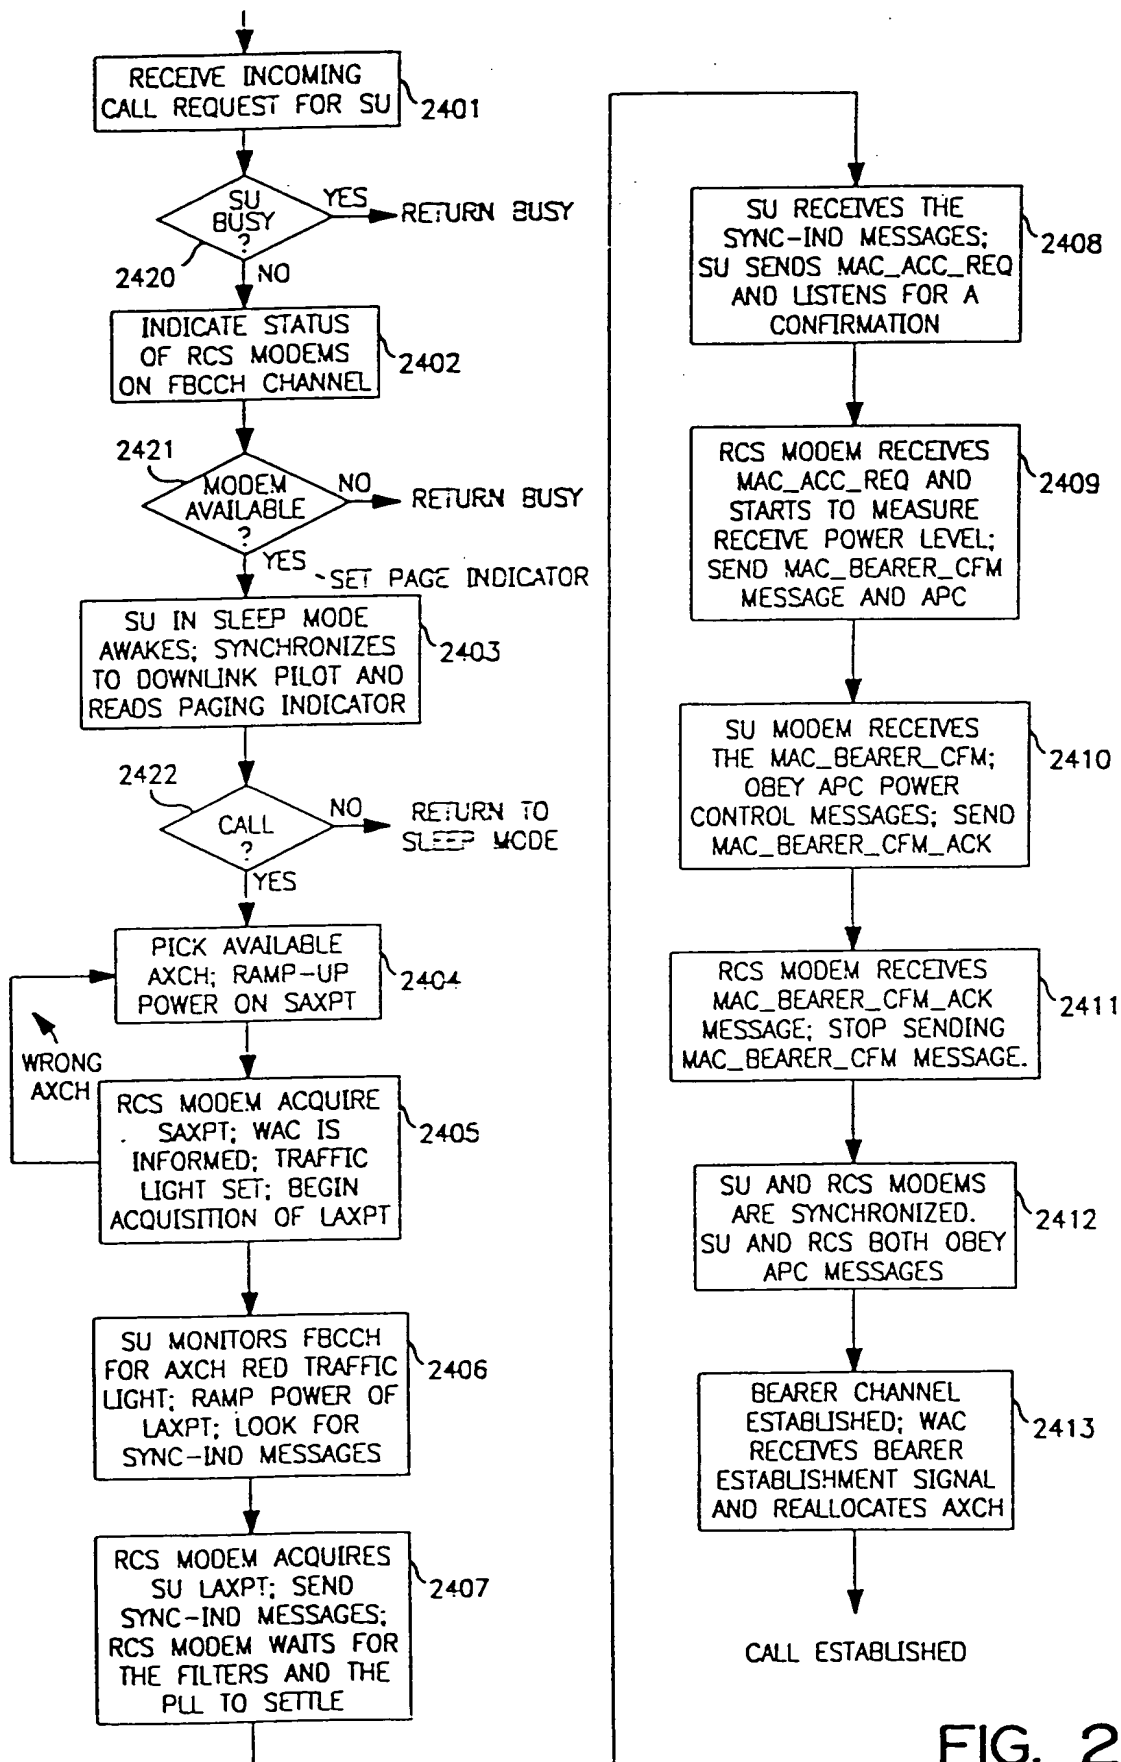 RECEIVE INCOMING
CALL REQUEST FOR SU
2401
SU
BUSY
?
YES
RETURN BUSY
2420
NO
INDICATE STATUS
OF RCS MODEMS
ON FBCCH CHANNEL
2402
2421
MODEM
AVAILABLE
?
NO
RETURN BUSY
YES
SET PAGE INDICATOR
SU IN SLEEP MODE
AWAKES; SYNCHRONIZES
TO DOWNLINK PILOT AND
READS PAGING INDICATOR
2403
2422
CALL
?
NO
RETURN TO
SLEEP MODE
YES
PICK AVAILABLE
AXCH; RAMP-UP
POWER ON SAXPT
2404
WRONG
AXCH
RCS MODEM ACQUIRE
SAXPT; WAC IS
INFORMED; TRAFFIC
LIGHT SET; BEGIN
ACQUISITION OF LAXPT
2405
SU MONITORS FBCCH
FOR AXCH RED TRAFFIC
LIGHT; RAMP POWER OF
LAXPT; LOOK FOR
SYNC-IND MESSAGES
2406
RCS MODEM ACQUIRES
SU LAXPT; SEND
SYNC-IND MESSAGES;
RCS MODEM WAITS FOR
THE FILTERS AND THE
PLL TO SETTLE
2407
SU RECEIVES THE
SYNC-IND MESSAGES;
SU SENDS MAC_ACC_REQ
AND LISTENS FOR A
CONFIRMATION
2408
RCS MODEM RECEIVES
MAC_ACC_REQ AND
STARTS TO MEASURE
RECEIVE POWER LEVEL;
SEND MAC_BEARER_CFM
MESSAGE AND APC
2409
SU MODEM RECEIVES
THE MAC_BEARER_CFM;
OBEY APC POWER
CONTROL MESSAGES; SEND
MAC_BEARER_CFM_ACK
2410
RCS MODEM RECEIVES
MAC_BEARER_CFM_ACK
MESSAGE; STOP SENDING
MAC_BEARER_CFM MESSAGE.
2411
SU AND RCS MODEMS
ARE SYNCHRONIZED.
SU AND RCS BOTH OBEY
APC MESSAGES
2412
BEARER CHANNEL
ESTABLISHED; WAC
RECEIVES BEARER
ESTABLISHMENT SIGNAL
AND REALLOCATES AXCH
2413
CALL ESTABLISHED
FIG. 2